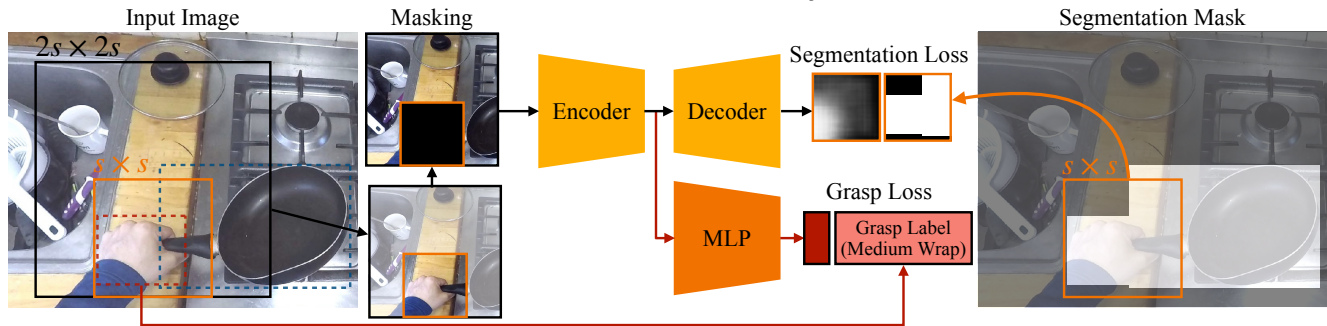 Input Image
Masking
Segmentation Mask
2s × 2s
Segmentation Loss
Encoder
Decoder
s × s
s × s
Grasp Loss
MLP
Grasp Label
(Medium Wrap)